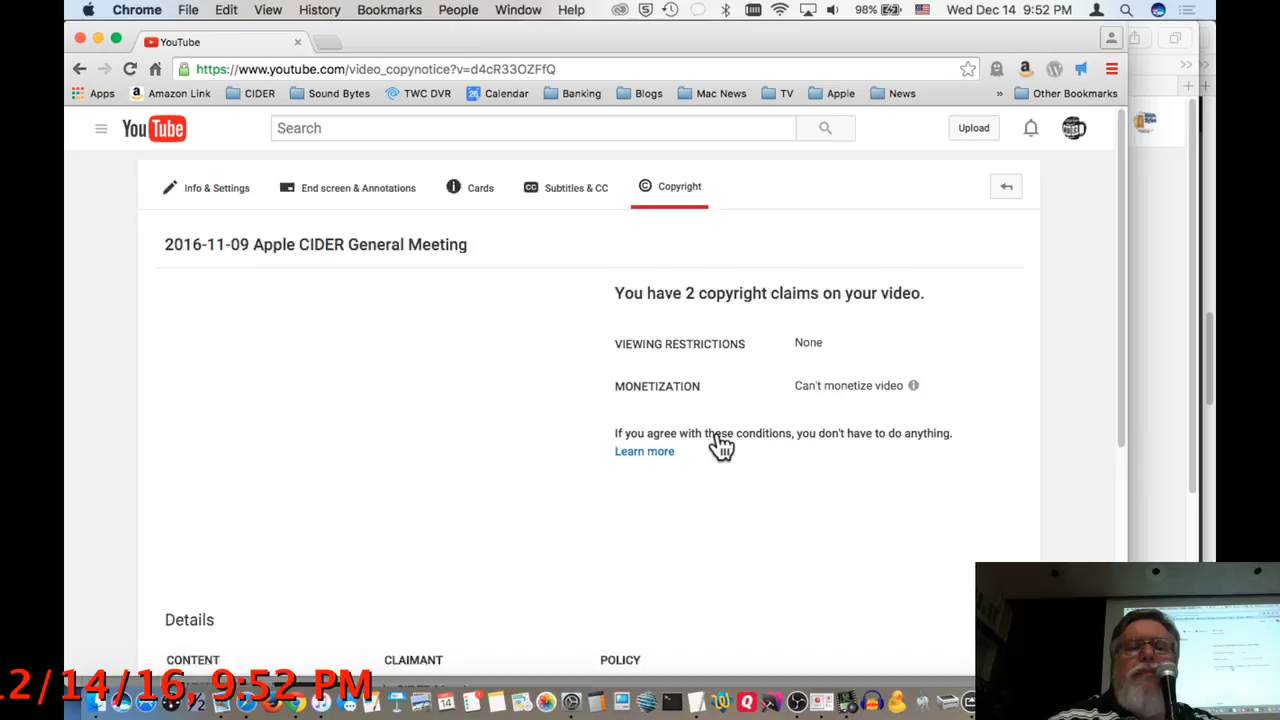 Chrome File Edit View History Bookmarks People Window Help 98% Wed Dec 14 9:52 PM
YouTube
https://www.youtube.com/video_copynotice?v=
Apps Amazon Link CIDER Sound Bytes TWC DVR iStar Banking Blogs Mac News TV Apple News » Other Bookmarks
YouTube Search Upload
Info & Settings End screen & Annotations Cards CC Subtitles & CC © Copyright
2016-11-09 Apple CIDER General Meeting
You have 2 copyright claims on your video.
VIEWING RESTRICTIONS None
MONETIZATION Can't monetize video
If you agree with these conditions, you don't have to do anything.
Learn more
Details
CONTENT CLAIMANT POLICY
2/14/16, 9:52 PM